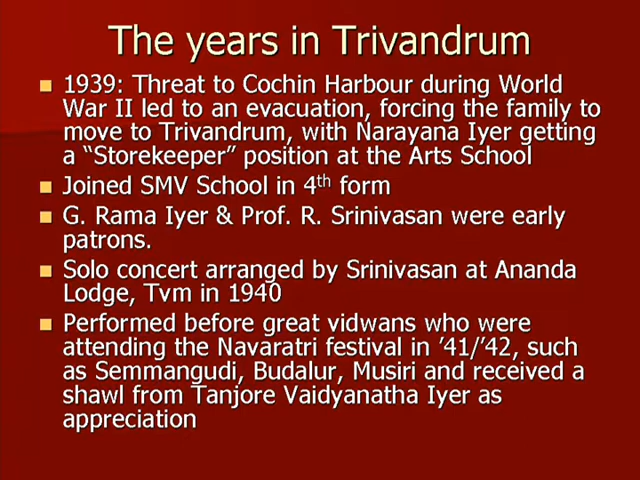 The years in Trivandrum
1939: Threat to Cochin Harbour during World
War II led to an evacuation, forcing the family to
move to Trivandrum, with Narayana Iyer getting
a “Storekeeper” position at the Arts School
Joined SMV School in 4th form
G. Rama Iyer & Prof. R. Srinivasan were early
patrons.
Solo concert arranged by Srinivasan at Ananda
Lodge, Tvm in 1940
Performed before great vidwans who were
attending the Navaratri festival in ’41/’42, such
as Semmangudi, Budalur, Musiri and received a
shawl from Tanjore Vaidyanatha Iyer as
appreciation